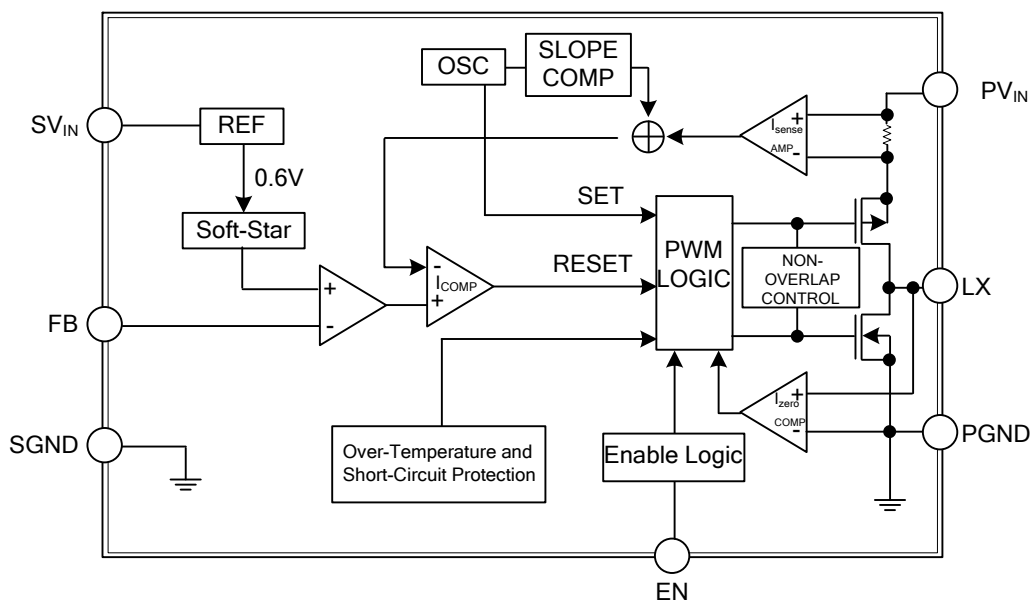 OSC
SLOPE
COMP
PVIN
SVIN
REF
Isense
+
AMP
-
0.6V
SET
Soft-Star
PWM
LOGIC
NON-
OVERLAP
CONTROL
RESET
-
ICOMP
+
LX
+
-
FB
Izero
+
COMP
-
SGND
PGND
Over-Temperature and
Short-Circuit Protection
Enable Logic
EN